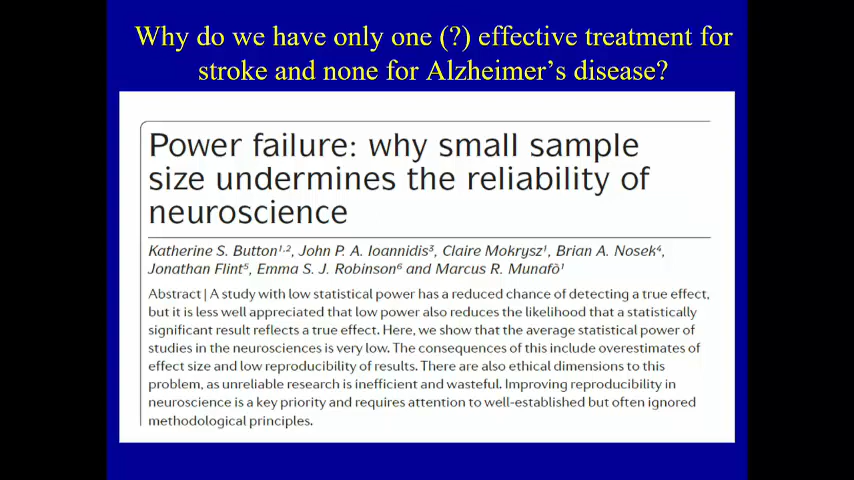 Why do we have only one (?) effective treatment for
stroke and none for Alzheimer's disease?
Power failure: why small sample
size undermines the reliability of
neuroscience
Katherine S. Button1,2, John P. A. Ioannidis3, Claire Mokrysz1, Brian A. Nosek4,
Jonathan Flint5, Emma S. J. Robinson6 and Marcus R. Munafò1
Abstract | A study with low statistical power has a reduced chance of detecting a true effect,
but it is less well appreciated that low power also reduces the likelihood that a statistically
significant result reflects a true effect. Here, we show that the average statistical power of
studies in the neurosciences is very low. The consequences of this include overestimates of
effect size and low reproducibility of results. There are also ethical dimensions to this
problem, as unreliable research is inefficient and wasteful. Improving reproducibility in
neuroscience is a key priority and requires attention to well-established but often ignored
methodological principles.